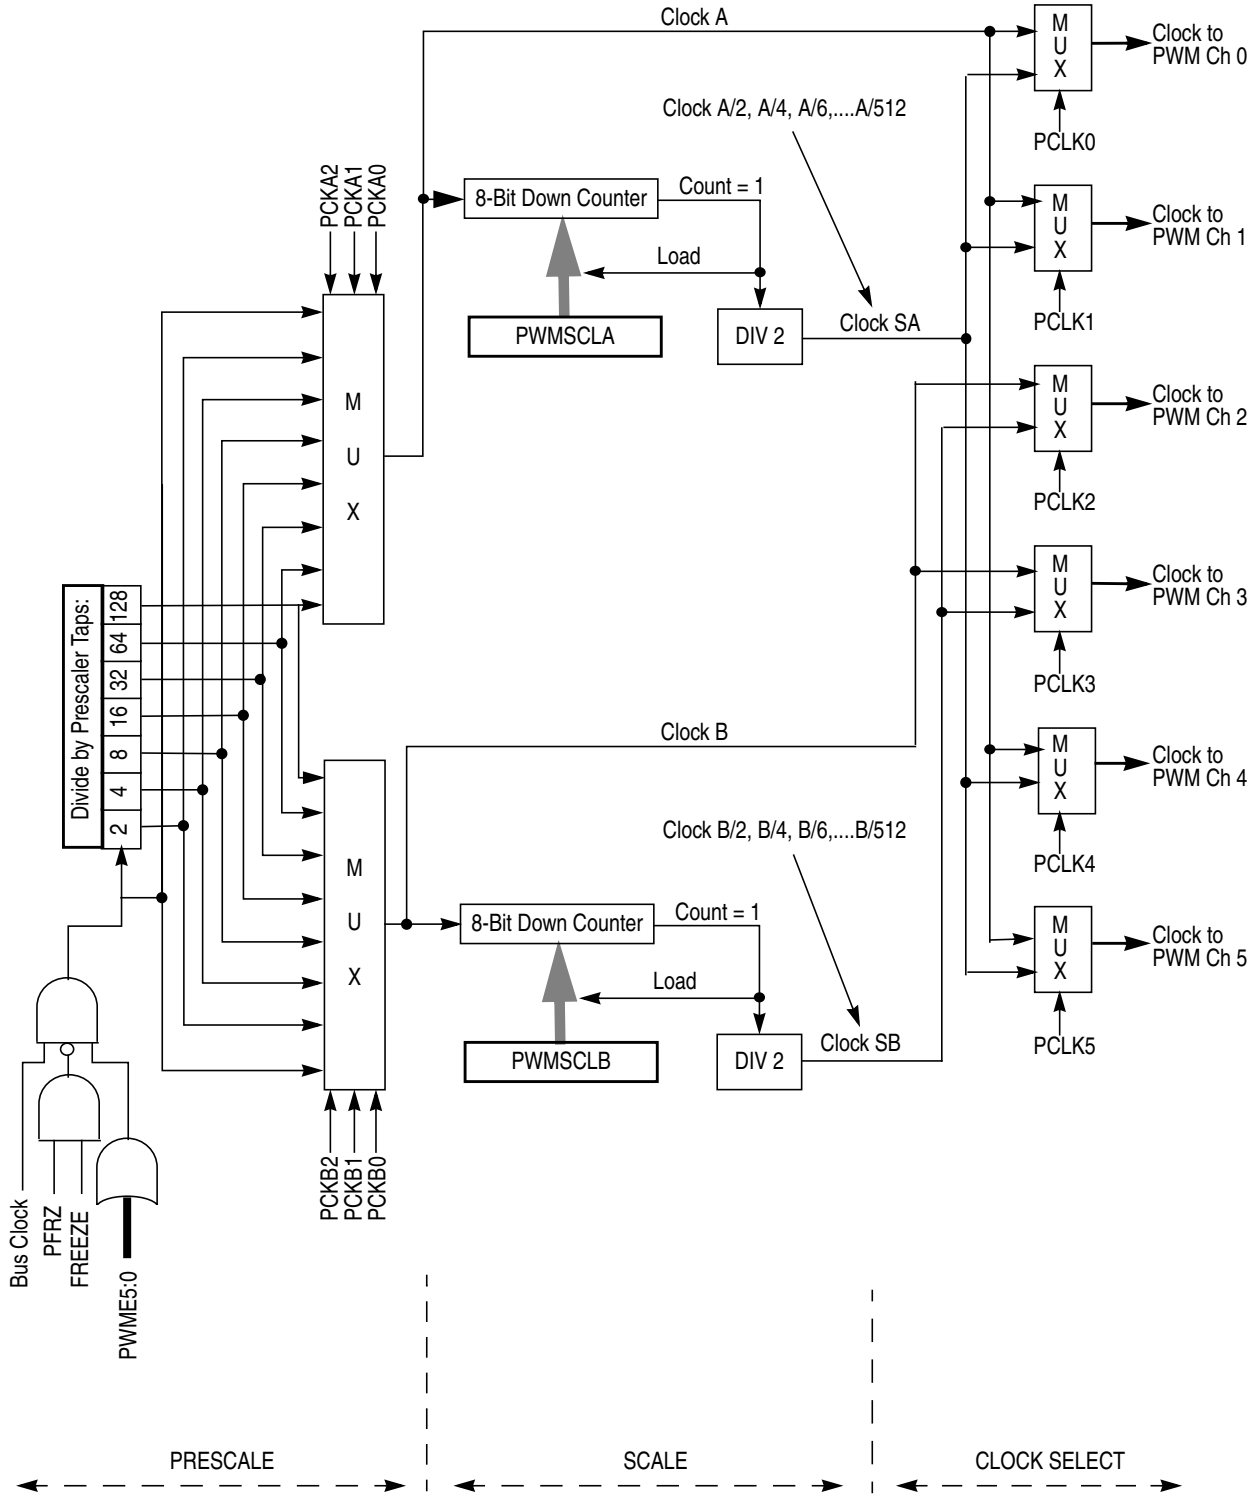 Clock A
M
U
X
Clock to
PWM Ch 0
PCLK0
Clock A/2, A/4, A/6,....A/512
PCKA2
PCKA1
PCKA0
8-Bit Down Counter
Count = 1
M
U
X
Clock to
PWM Ch 1
PCLK1
Load
PWMSCLA
DIV 2
Clock SA
M
U
X
M
U
X
Clock to
PWM Ch 2
PCLK2
M
U
X
Clock to
PWM Ch 3
PCLK3
Divide by Prescaler Taps:
128
64
32
16
8
4
2
Clock B
M
U
X
Clock to
PWM Ch 4
PCLK4
Clock B/2, B/4, B/6,....B/512
M
U
X
8-Bit Down Counter
Count = 1
M
U
X
Clock to
PWM Ch 5
PCLK5
Load
PWMSCLB
DIV 2
Clock SB
PCKB2
PCKB1
PCKB0
Bus Clock
PFRZ
FREEZE
PWME5:0
PRESCALE
SCALE
CLOCK SELECT